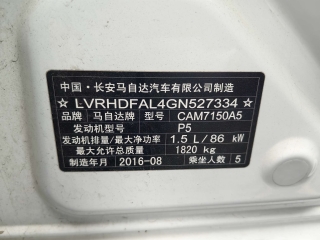 中国·长安马自达汽车有限公司制造
☆LVRHDFAL4GN527334☆
品牌 马自达牌 型号 CAM7150A5
发动机型号 P5
发动机排量/最大净功率 1.5 L/86 kW
最大允许总质量 1820 kg
制造年月 2016-08 乘坐人数 5